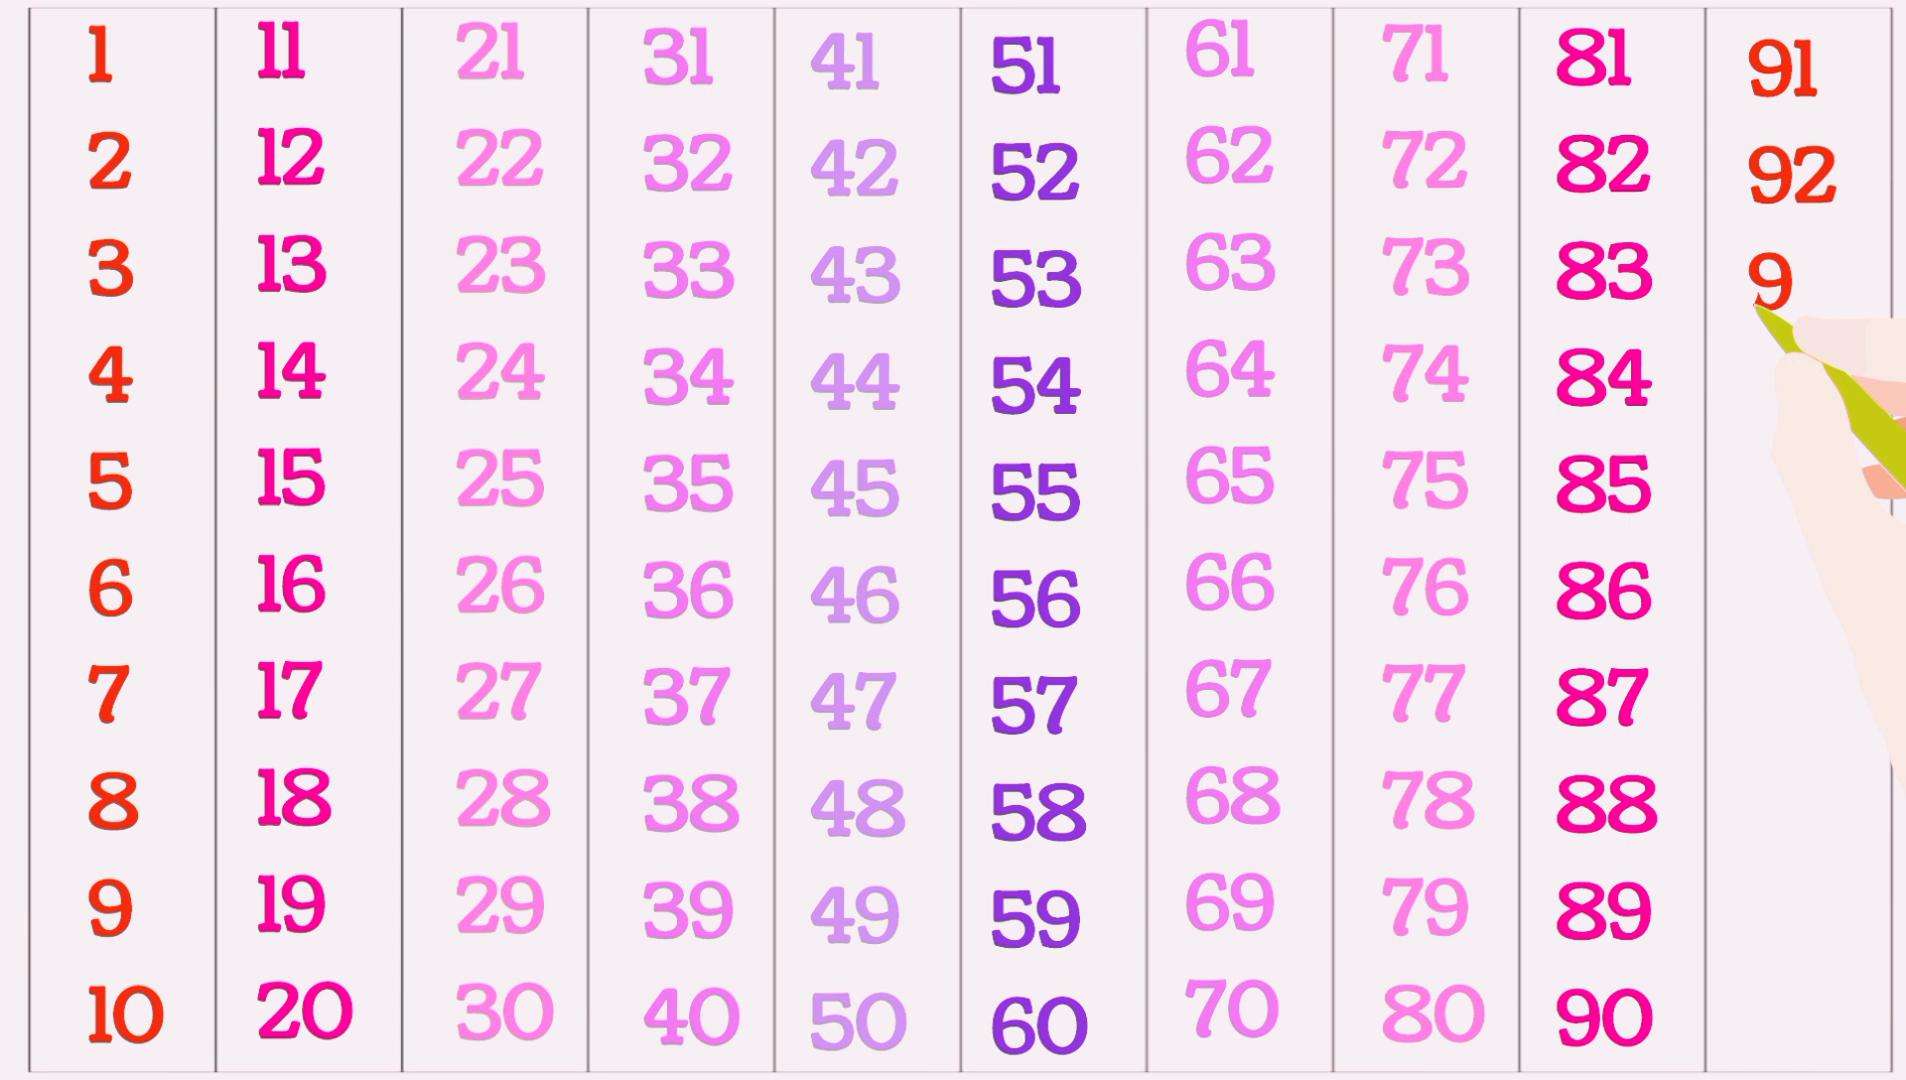 1 11 21 31 41 51 61 71 81 91
2 12 22 32 42 52 62 72 82 92
3 13 23 33 43 53 63 73 83 9
4 14 24 34 44 54 64 74 84
5 15 25 35 45 55 65 75 85
6 16 26 36 46 56 66 76 86
7 17 27 37 47 57 67 77 87
8 18 28 38 48 58 68 78 88
9 19 29 39 49 59 69 79 89
10 20 30 40 50 60 70 80 90